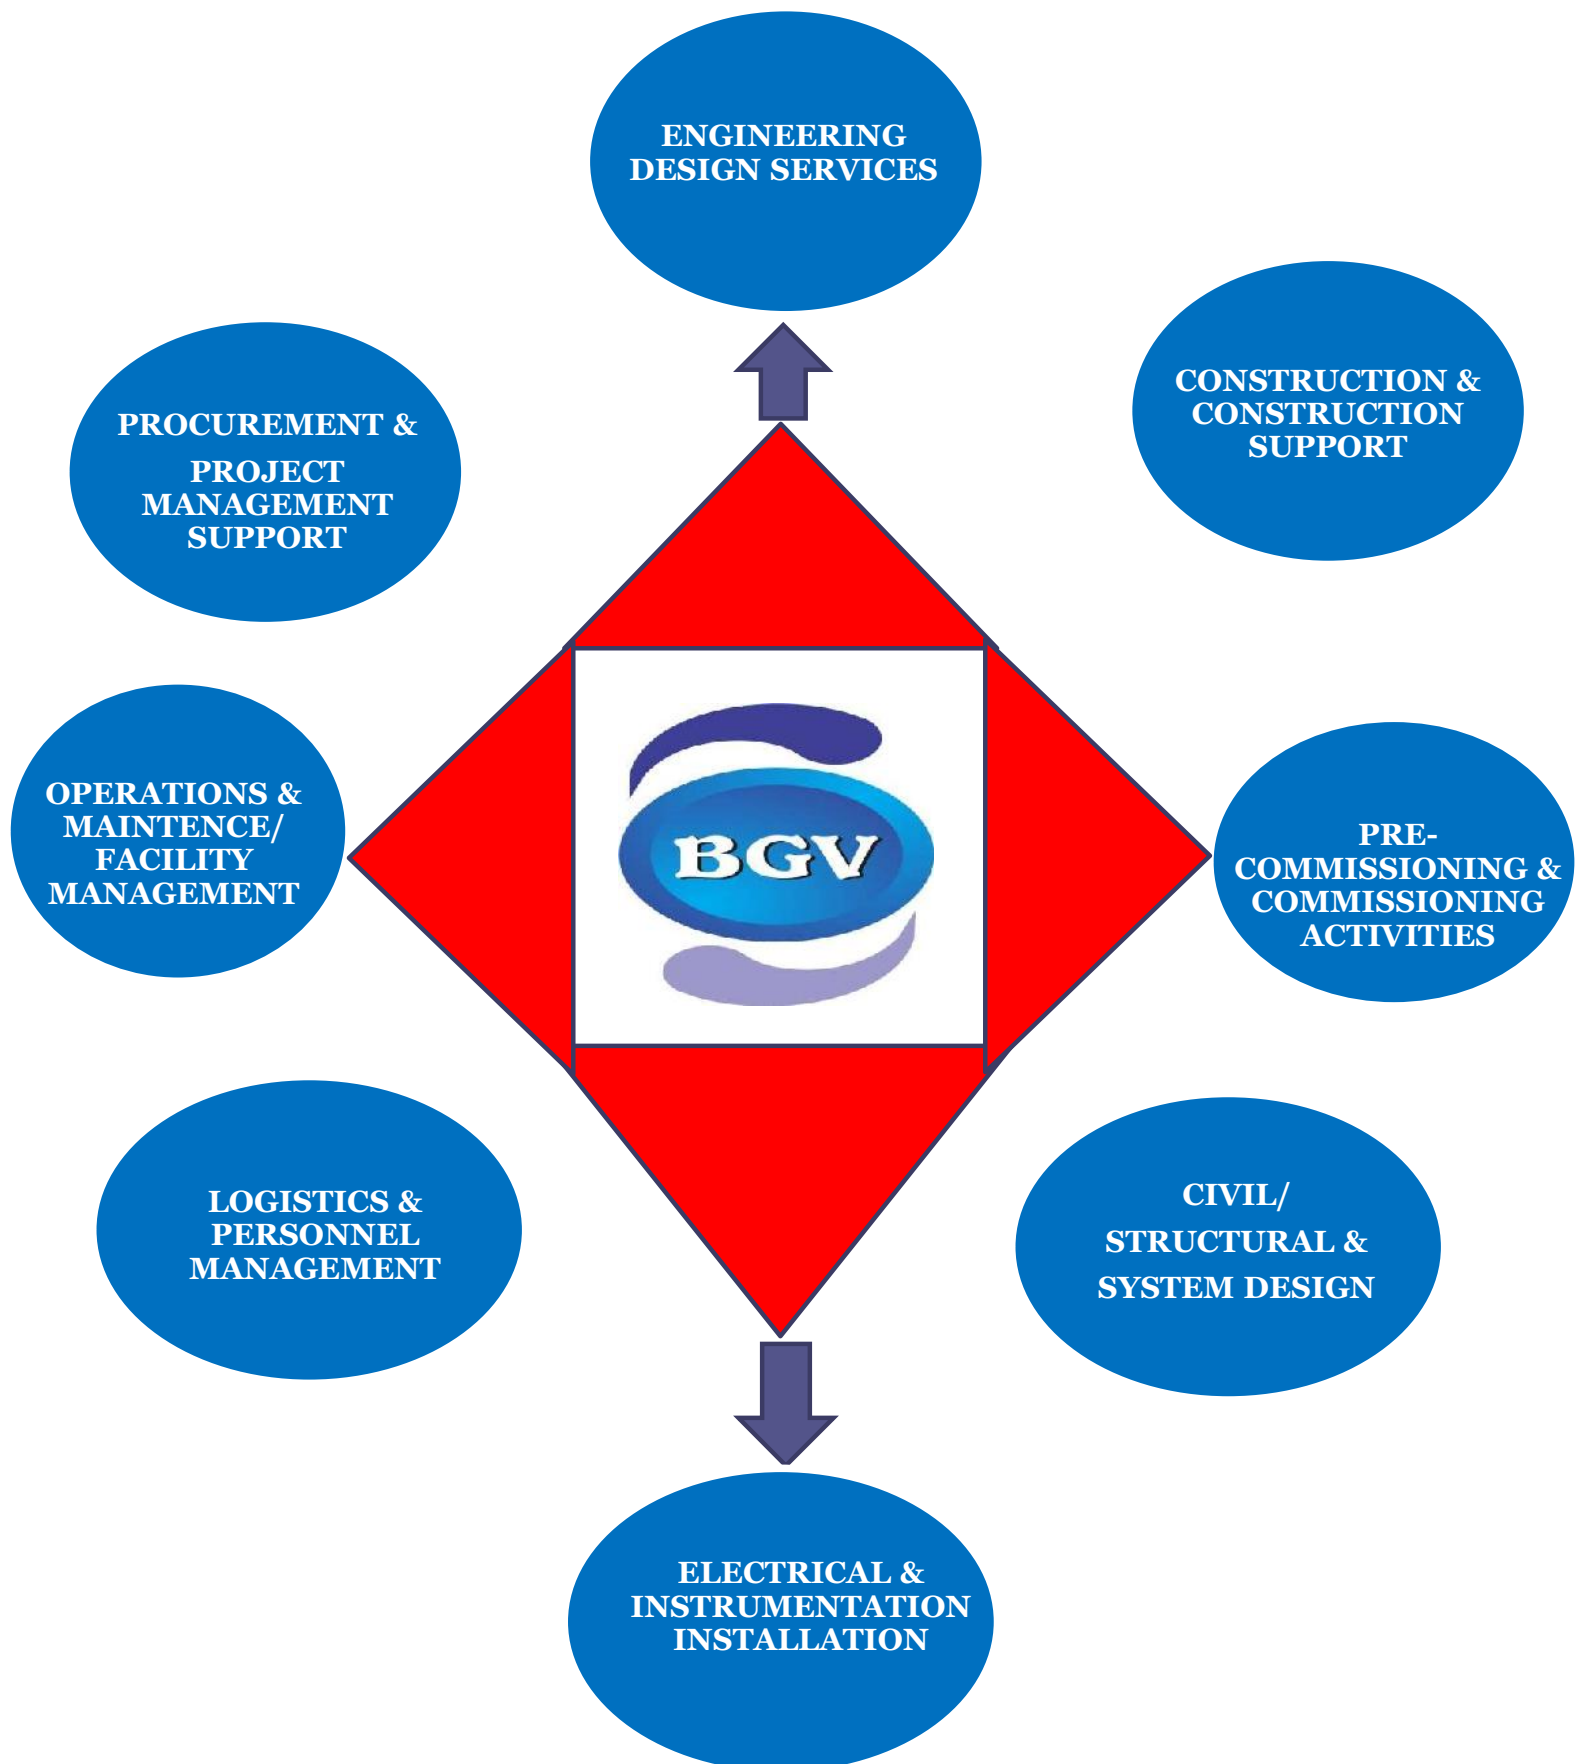 ENGINEERING
DESIGN SERVICES
CONSTRUCTION &
CONSTRUCTION
SUPPORT
PROCUREMENT &
PROJECT
MANAGEMENT
SUPPORT
OPERATIONS &
MAINTENCE/
FACILITY
MANAGEMENT
BGV
PRE-
COMMISSIONING &
COMMISSIONING
ACTIVITIES
LOGISTICS &
PERSONNEL
MANAGEMENT
CIVIL/
STRUCTURAL &
SYSTEM DESIGN
ELECTRICAL &
INSTRUMENTATION
INSTALLATION